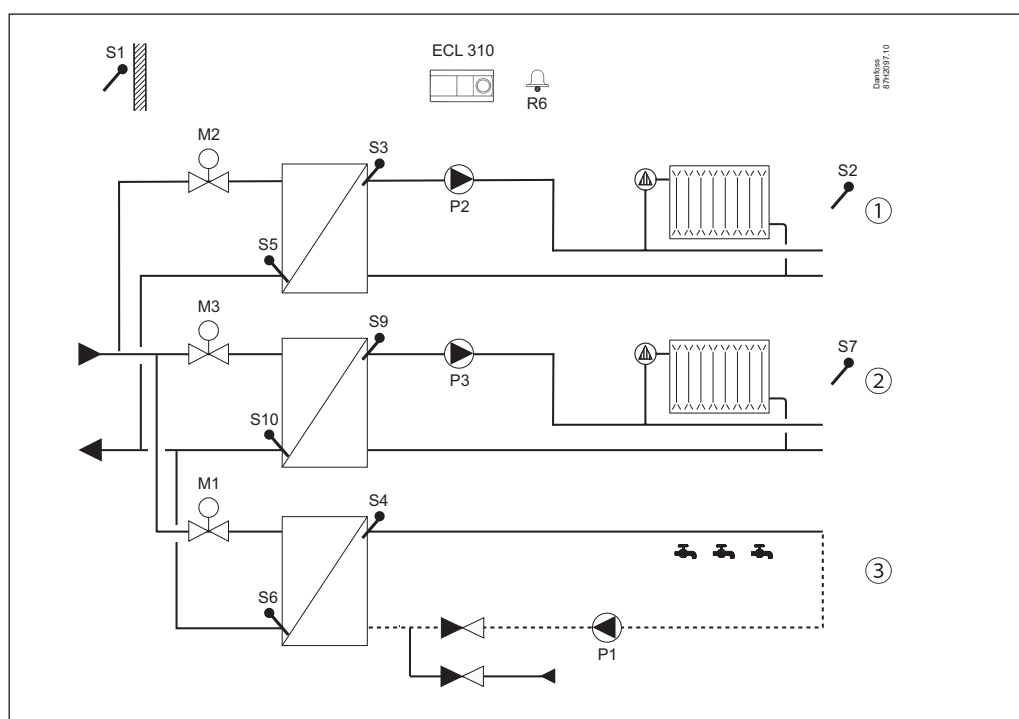 S1
ECL 310
R6
Danfoss
87H2097.10
M2
S3
P2
S2
1
S5
M3
S9
P3
S7
2
S10
M1
S4
3
S6
P1